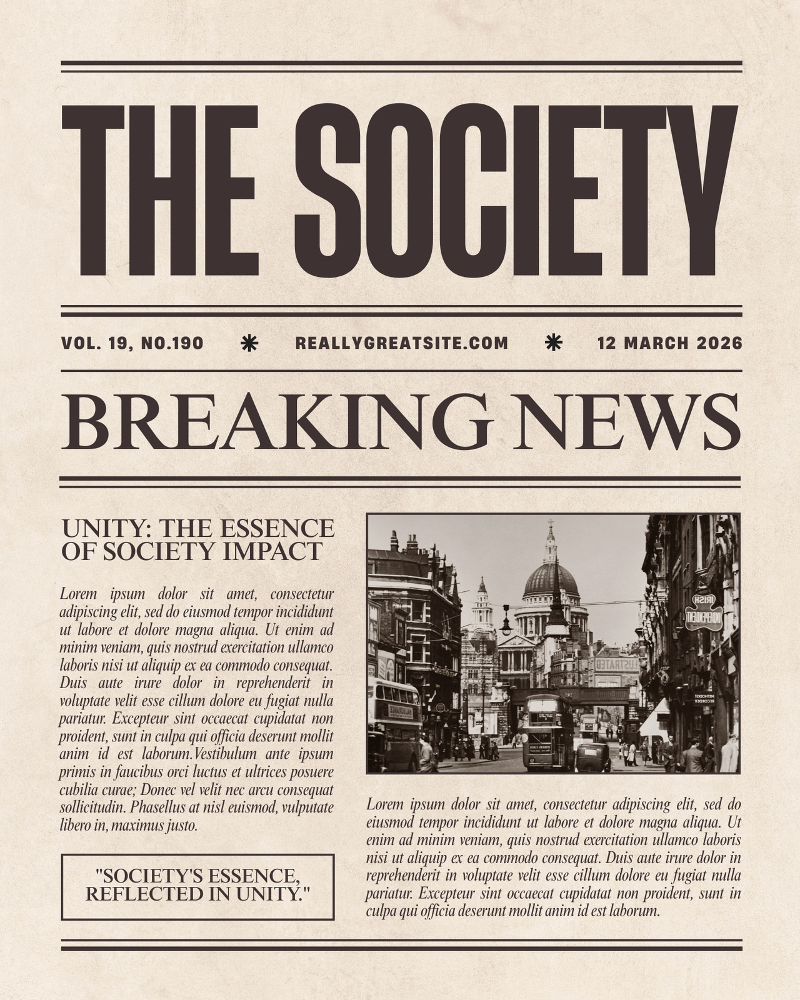 THE SOCIETY
VOL. 19, NO.190 REALLYGREATSITE.COM 12 MARCH 2026
BREAKING NEWS
UNITY: THE ESSENCE
OF SOCIETY IMPACT
Lorem ipsum dolor sit amet, consectetur
adipiscing elit, sed do eiusmod tempor incididunt
ut labore et dolore magna aliqua. Ut enim ad
minim veniam, quis nostrud exercitation ullamco
laboris nisi ut aliquip ex ea commodo consequat.
Duis aute irure dolor in reprehenderit in
voluptate velit esse cillum dolore eu fugiat nulla
pariatur. Excepteur sint occaecat cupidatat non
proident, sunt in culpa qui officia deserunt mollit
anim id est laborum.Vestibulum ante ipsum
primis in faucibus orci luctus et ultrices posuere
cubilia curae; Donec vel velit nec arcu consequat
sollicitudin. Phasellus at nisl euismod, vulputate
libero in, maximus justo.
"SOCIETY'S ESSENCE,
REFLECTED IN UNITY."
IRISH
INDEPENDENT
LUSTRATED
METHODIST
RECORDER
Lorem ipsum dolor sit amet, consectetur adipiscing elit, sed do
eiusmod tempor incididunt ut labore et dolore magna aliqua. Ut
enim ad minim veniam, quis nostrud exercitation ullamco laboris
nisi ut aliquip ex ea commodo consequat. Duis aute irure dolor in
reprehenderit in voluptate velit esse cillum dolore eu fugiat nulla
pariatur. Excepteur sint occaecat cupidatat non proident, sunt in
culpa qui officia deserunt mollit anim id est laborum.